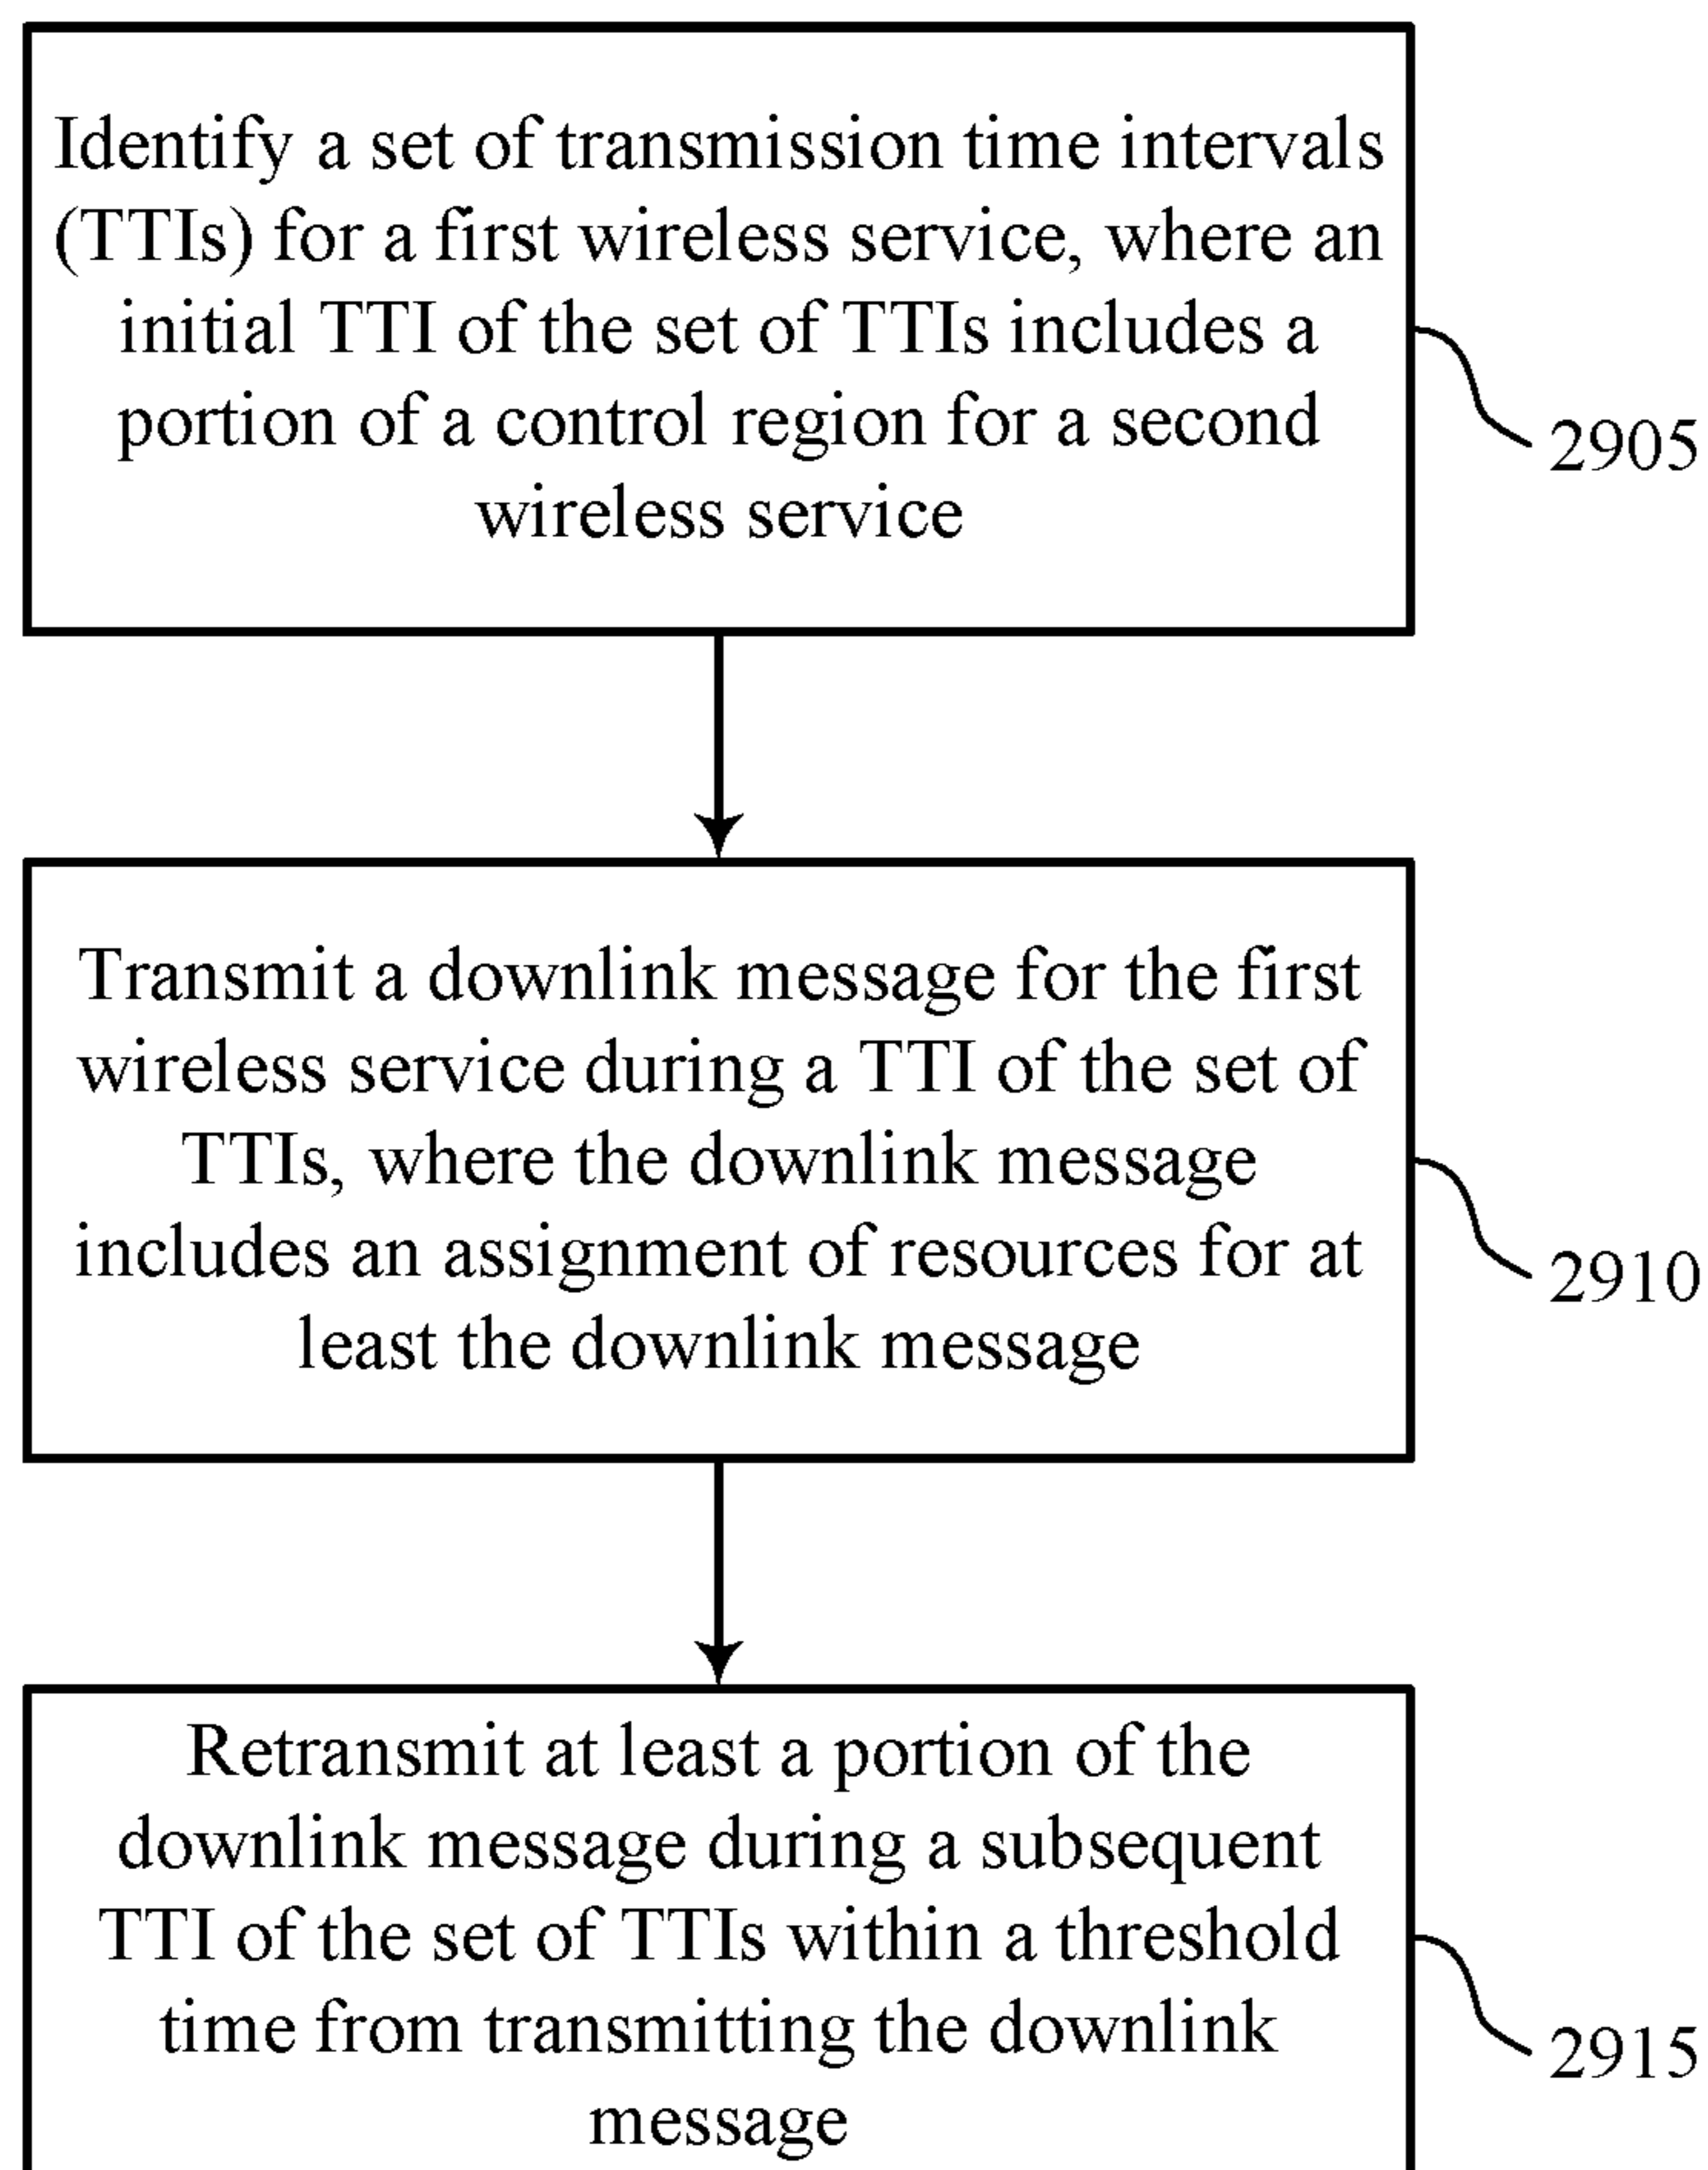 Identify a set of transmission time intervals
(TTIs) for a first wireless service, where an
initial TTI of the set of TTIs includes a
portion of a control region for a second
wireless service
2905
Transmit a downlink message for the first
wireless service during a TTI of the set of
TTIs, where the downlink message
includes an assignment of resources for at
least the downlink message
2910
Retransmit at least a portion of the
downlink message during a subsequent
TTI of the set of TTIs within a threshold
time from transmitting the downlink
message
2915